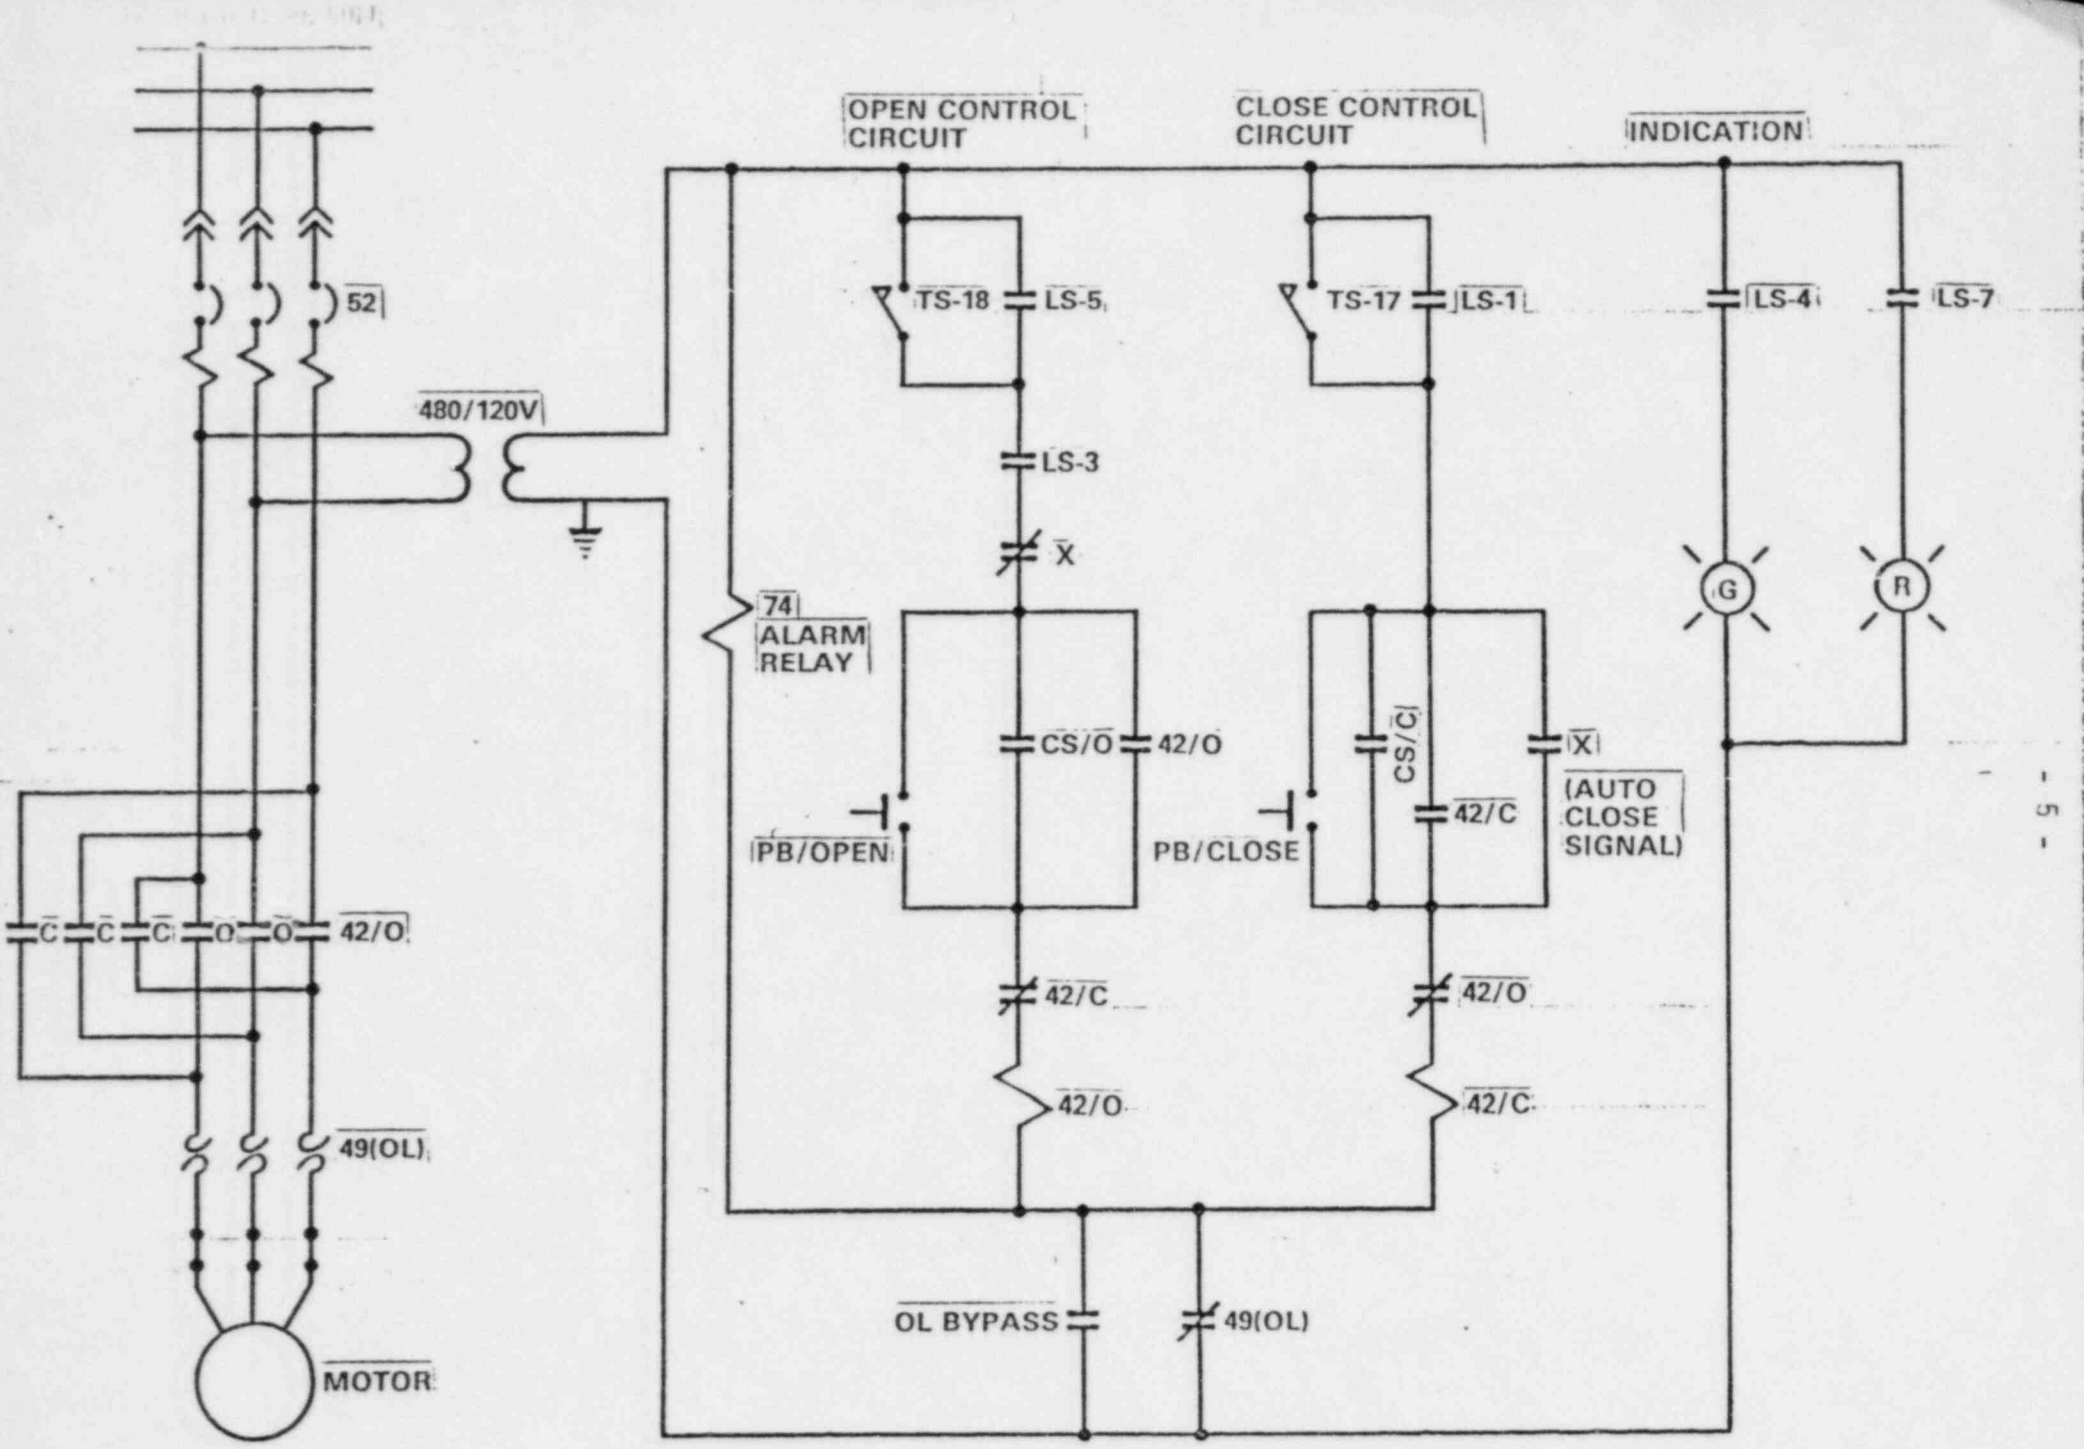 OPEN CONTROL
CIRCUIT
CLOSE CONTROL
CIRCUIT
INDICATION
52
TS-18
LS-5
TS-17
LS-1
LS-4
LS-7
480/120V
LS-3
X
74
ALARM
RELAY
G
R
CS/O
42/O
CS/C
X
(AUTO
CLOSE
SIGNAL)
42/C
PB/OPEN
PB/CLOSE
- 5 -
C
C
C
O
O
42/O
42/C
42/O
42/O
42/C
49(OL)
OL BYPASS
49(OL)
MOTOR